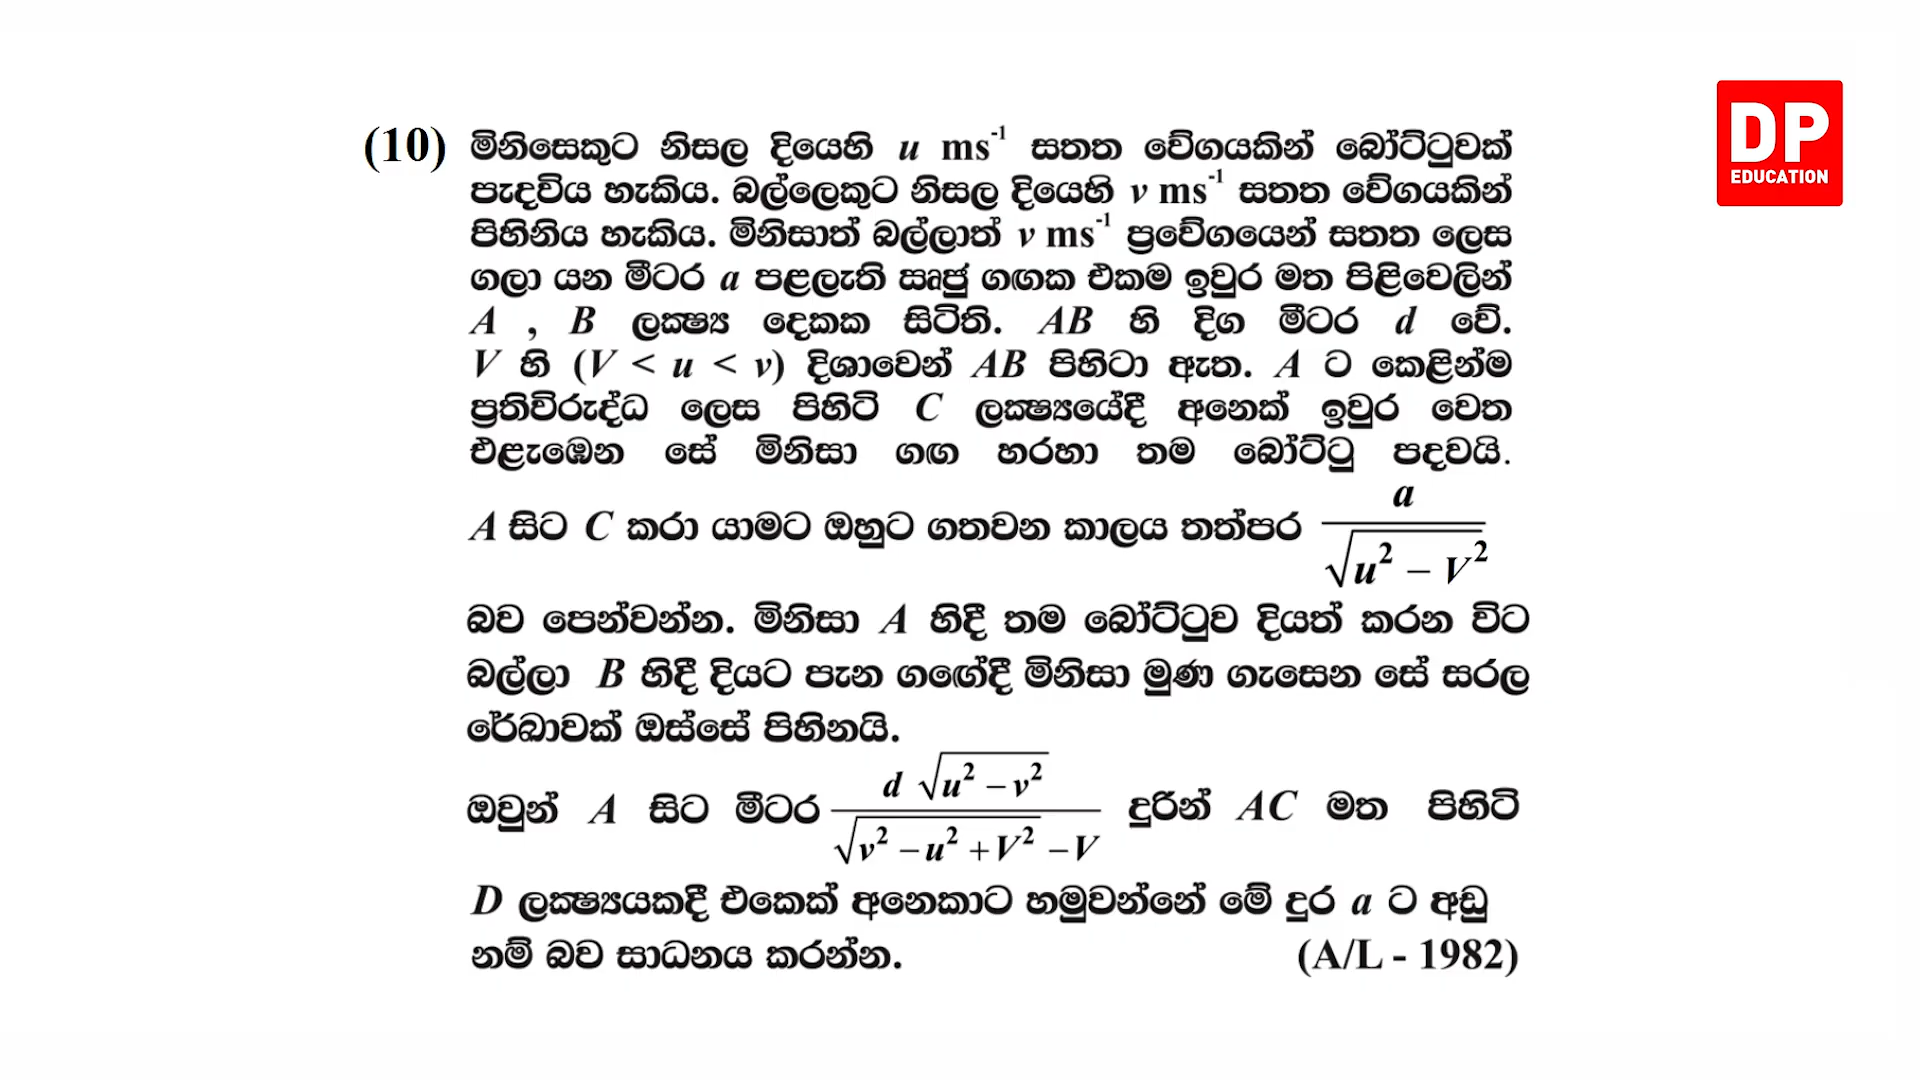 DP
EDUCATION
(10) මිනිසෙකුට නිසල දියෙහි u ms⁻¹ සතත වේගයකින් බෝට්ටුවක්
පැදවිය හැකිය. බල්ලෙකුට නිසල දියෙහි v ms⁻¹ සතත වේගයකින්
පිහිනිය හැකිය. මිනිසාත් බල්ලාත් v ms⁻¹ ප්‍රවේගයෙන් සතත ලෙස
ගලා යන මීටර a පළලැති සෘජු ගඟක එකම ඉවුර මත පිළිවෙලින්
A , B ලක්‍ෂ්‍ය දෙකක සිටිති. AB හි දිග මීටර d වේ.
V හි (V < u < v) දිශාවෙන් AB පිහිටා ඇත. A ට කෙළින්ම
ප්‍රතිවිරුද්ධ ලෙස පිහිටි C ලක්‍ෂ්‍යයේදී අනෙක් ඉවුර වෙත
එළැඹෙන සේ මිනිසා ගඟ හරහා තම බෝට්ටු පදවයි.
A සිට C කරා යාමට ඔහුට ගතවන කාලය තත්පර a / √(u² – V²)
බව පෙන්වන්න. මිනිසා A හිදී තම බෝට්ටුව දියත් කරන විට
බල්ලා B හිදී දියට පැන ගඟේදී මිනිසා මුණ ගැසෙන සේ සරල
රේඛාවක් ඔස්සේ පිහිනයි.
ඔවුන් A සිට මීටර d √(u² – v²) / (√(v² – u² + V²) – V) දුරින් AC මත පිහිටි
D ලක්‍ෂ්‍යයකදී එකෙක් අනෙකාට හමුවන්නේ මේ දුර a ට අඩු
නම් බව සාධනය කරන්න. (A/L - 1982)